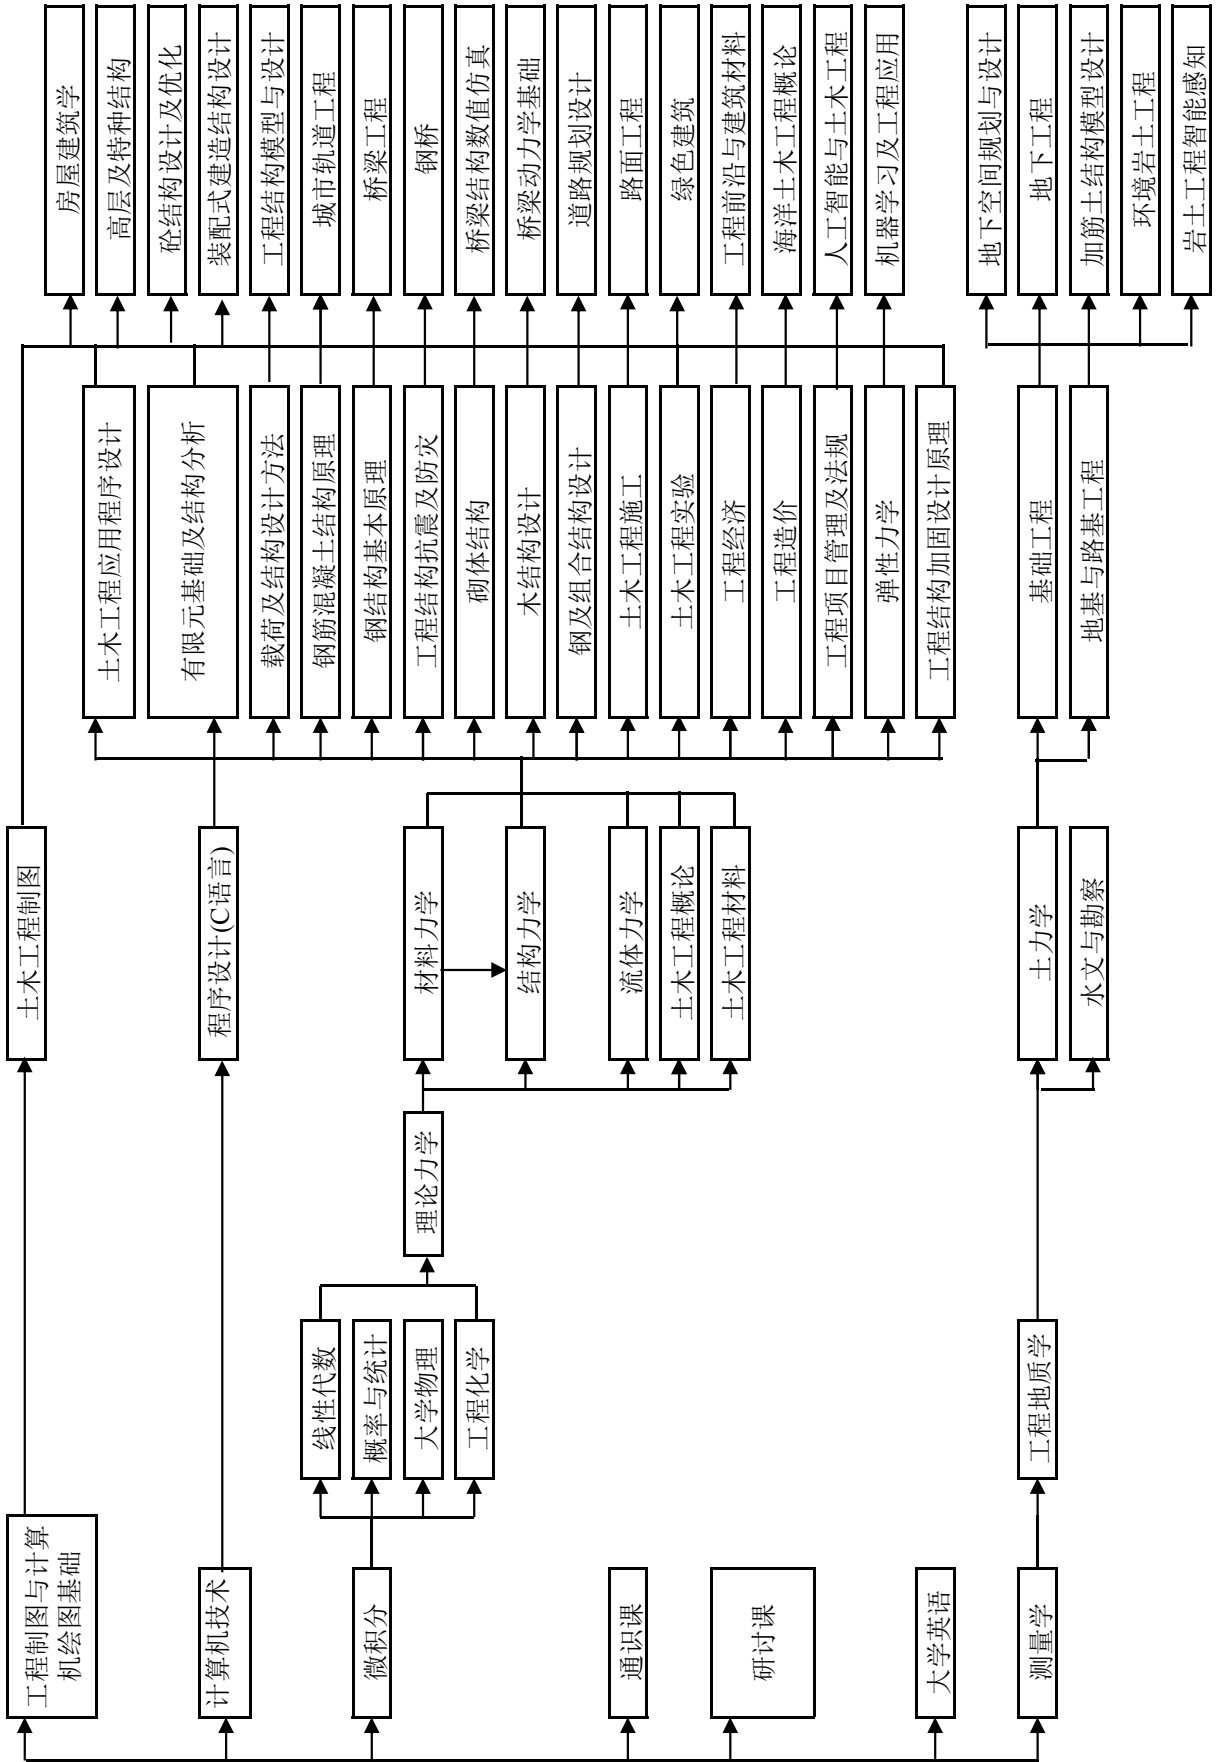 工程制图与计算
机绘图基础
计算机技术
微积分
通识课
研讨课
大学英语
测量学
线性代数
概率与统计
大学物理
工程化学
工程地质学
理论力学
土木工程制图
程序设计(C语言)
材料力学
结构力学
流体力学
土木工程概论
土木工程材料
土力学
水文与勘察
土木工程应用程序设计
有限元基础及结构分析
载荷及结构设计方法
钢筋混凝土结构原理
钢结构基本原理
工程结构抗震及防灾
砌体结构
木结构设计
钢及组合结构设计
土木工程施工
土木工程实验
工程经济
工程造价
工程项目管理及法规
弹性力学
工程结构加固设计原理
基础工程
地基与路基工程
房屋建筑学
高层及特种结构
砼结构设计及优化
装配式建造结构设计
工程结构模型与设计
城市轨道工程
桥梁工程
钢桥
桥梁结构数值仿真
桥梁动力学基础
道路规划设计
路面工程
绿色建筑
工程前沿与建筑材料
海洋土木工程概论
人工智能与土木工程
机器学习及工程应用
地下空间规划与设计
地下工程
加筋土结构模型设计
环境岩土工程
岩土工程智能感知